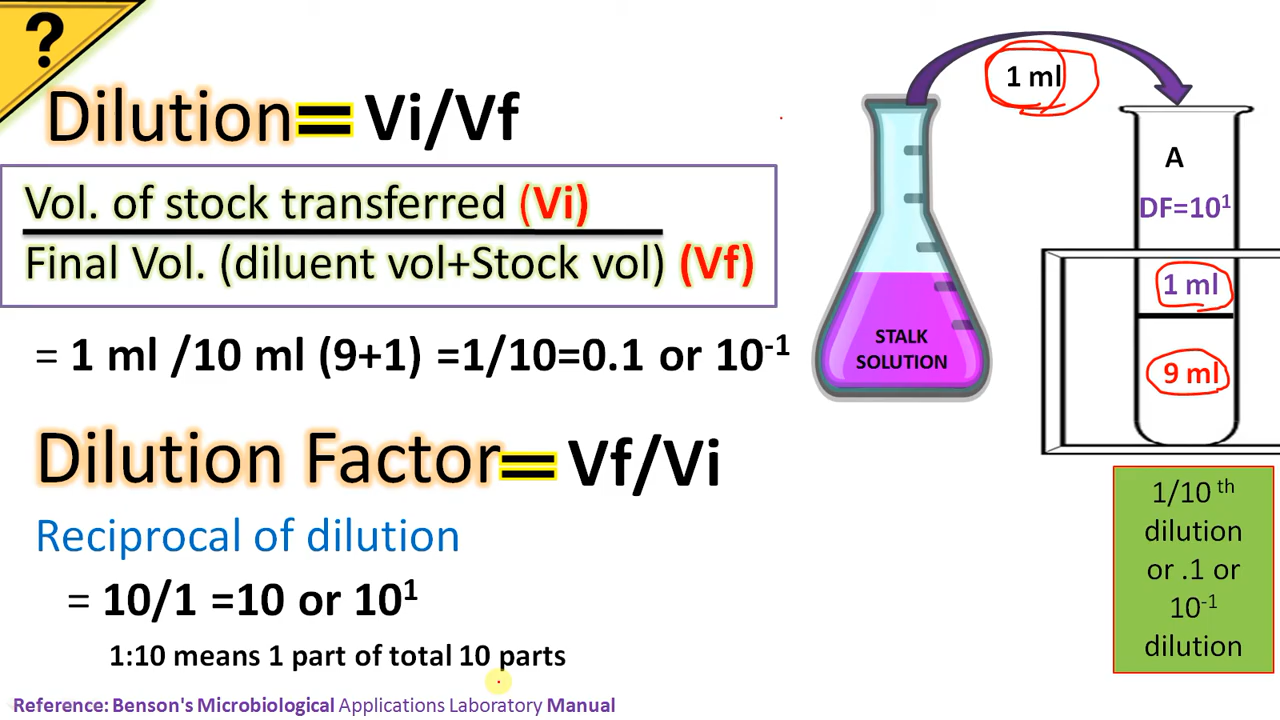 ?
Dilution = Vi/Vf
Vol. of stock transferred (Vi)
Final Vol. (diluent vol+Stock vol) (Vf)
= 1 ml /10 ml (9+1) =1/10=0.1 or 10⁻¹
Dilution Factor = Vf/Vi
Reciprocal of dilution
= 10/1 =10 or 10¹
1:10 means 1 part of total 10 parts
Reference: Benson's Microbiological Applications Laboratory Manual
1 ml
STALK
SOLUTION
A
DF=10¹
1 ml
9 ml
1/10 th
dilution
or .1 or
10⁻¹
dilution